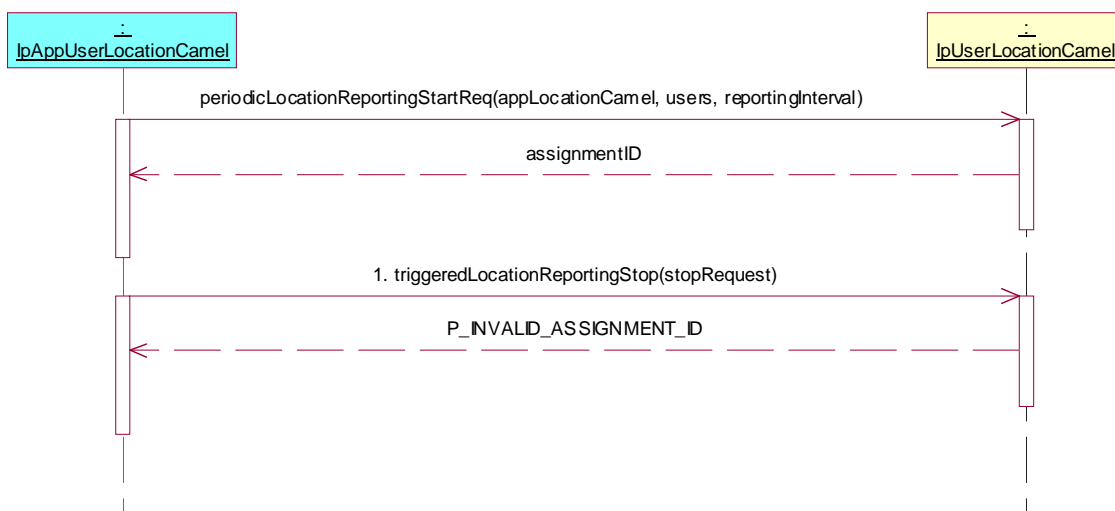 :
IpAppUserLocationCamel
:
IpUserLocationCamel
periodicLocationReportingStartReq(appLocationCamel, users, reportingInterval)
assignmentID
1. triggeredLocationReportingStop(stopRequest)
P_INVALID_ASSIGNMENT_ID